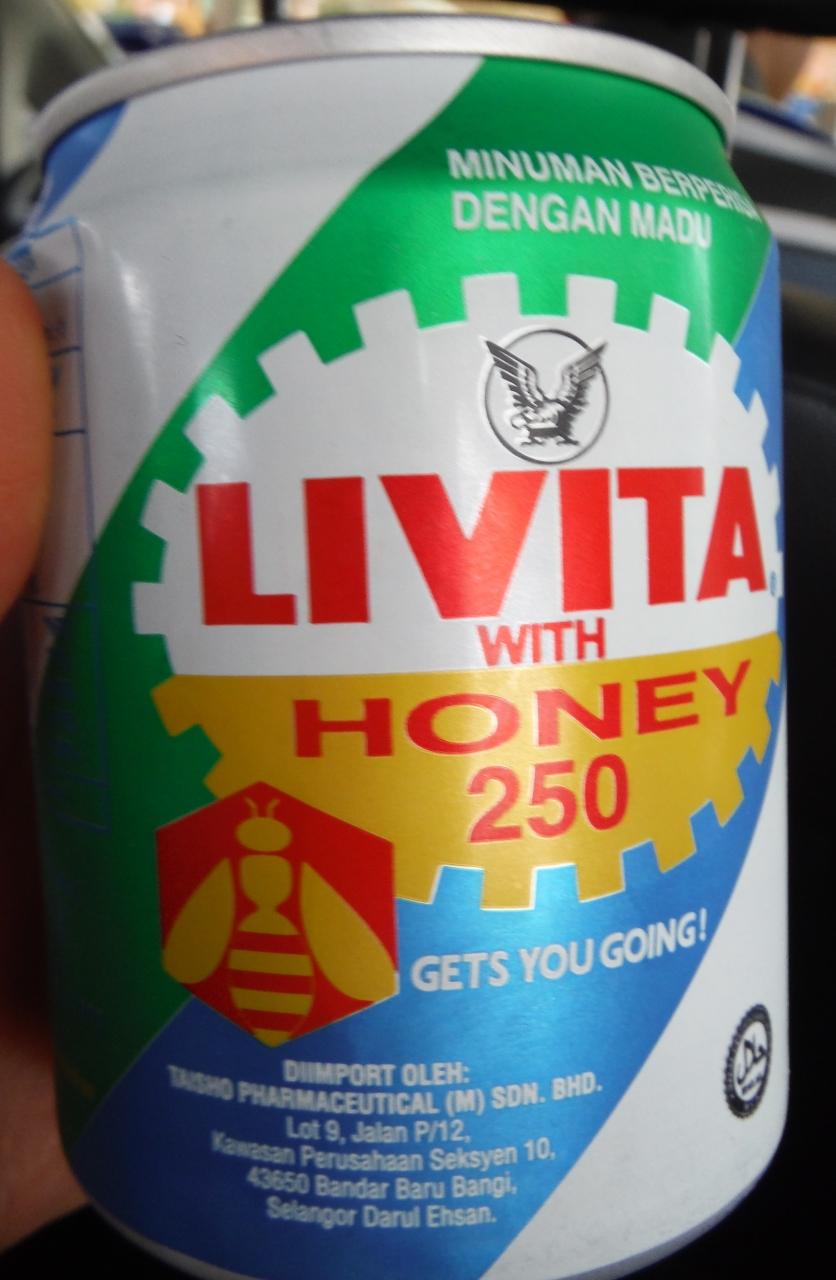 MINUMAN
DENGAN MADU
LIVITA
®
WITH
HONEY
250
GETS YOU GOING!
DIIMPORT OLEH:
TAISHO PHARMACEUTICAL (M) SDN. BHD.
Lot 9, Jalan P/12,
Kawasan Perusahaan Seksyen 10,
43650 Bandar Baru Bangi,
Selangor Darul Ehsan.
حلال